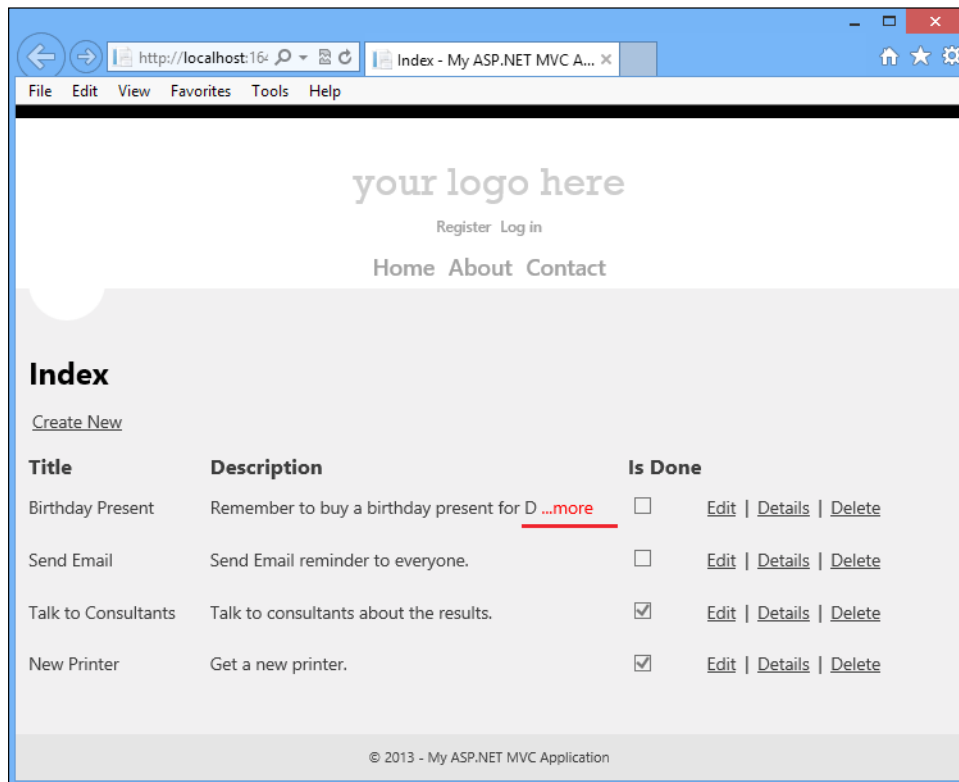 http://localhost:164
Index - My ASP.NET MVC A...
File Edit View Favorites Tools Help
your logo here
Register Log in
Home About Contact
Index
Create New
Title Description Is Done
Birthday Present Remember to buy a birthday present for D ...more Edit | Details | Delete
Send Email Send Email reminder to everyone. Edit | Details | Delete
Talk to Consultants Talk to consultants about the results. Edit | Details | Delete
New Printer Get a new printer. Edit | Details | Delete
© 2013 - My ASP.NET MVC Application